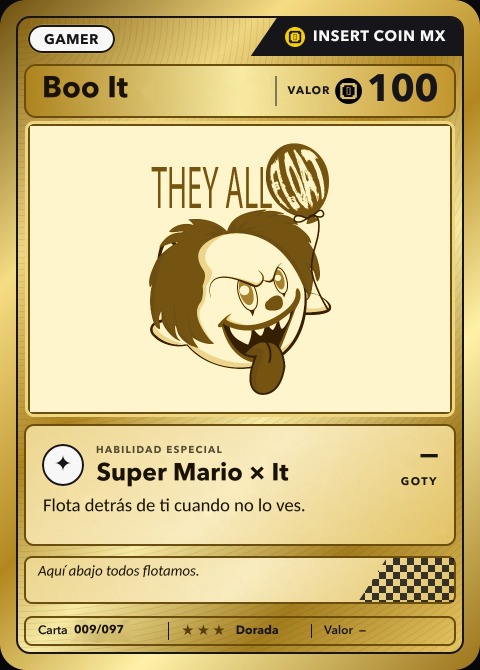 GAMER
INSERT COIN MX
Boo It
VALOR 100
THEY ALL FLOAT
HABILIDAD ESPECIAL
Super Mario × It
–
GOTY
Flota detrás de ti cuando no lo ves.
Aquí abajo todos flotamos.
Carta 009/097 ★ ★ ★ Dorada Valor –